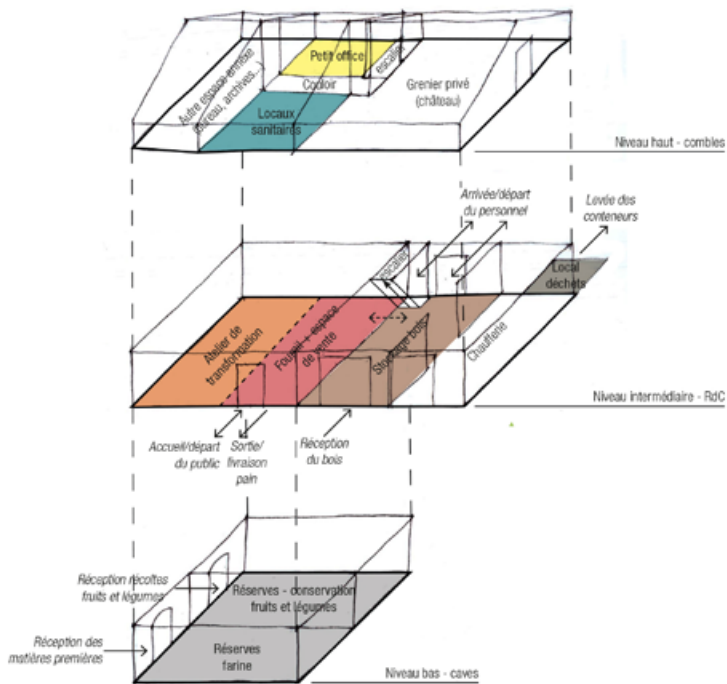 Petit office
escalier
Couloir
Autre espace annexe
(bureau, archives...)
Grenier privé
(château)
Locaux
sanitaires
Niveau haut - combles
Arrivée/départ
du personnel
Levée des
conteneurs
escalier
Local
déchets
Atelier de
transformation
Fournil + espace
de vente
Stockage bois
Chaufferie
Niveau intermédiaire - RdC
Accueil/départ
du public
Sortie/
livraison
pain
Réception
du bois
Réception récoltes
fruits et légumes
Réserves - conservation
fruits et légumes
Réception des
matières premières
Réserves
farine
Niveau bas - caves